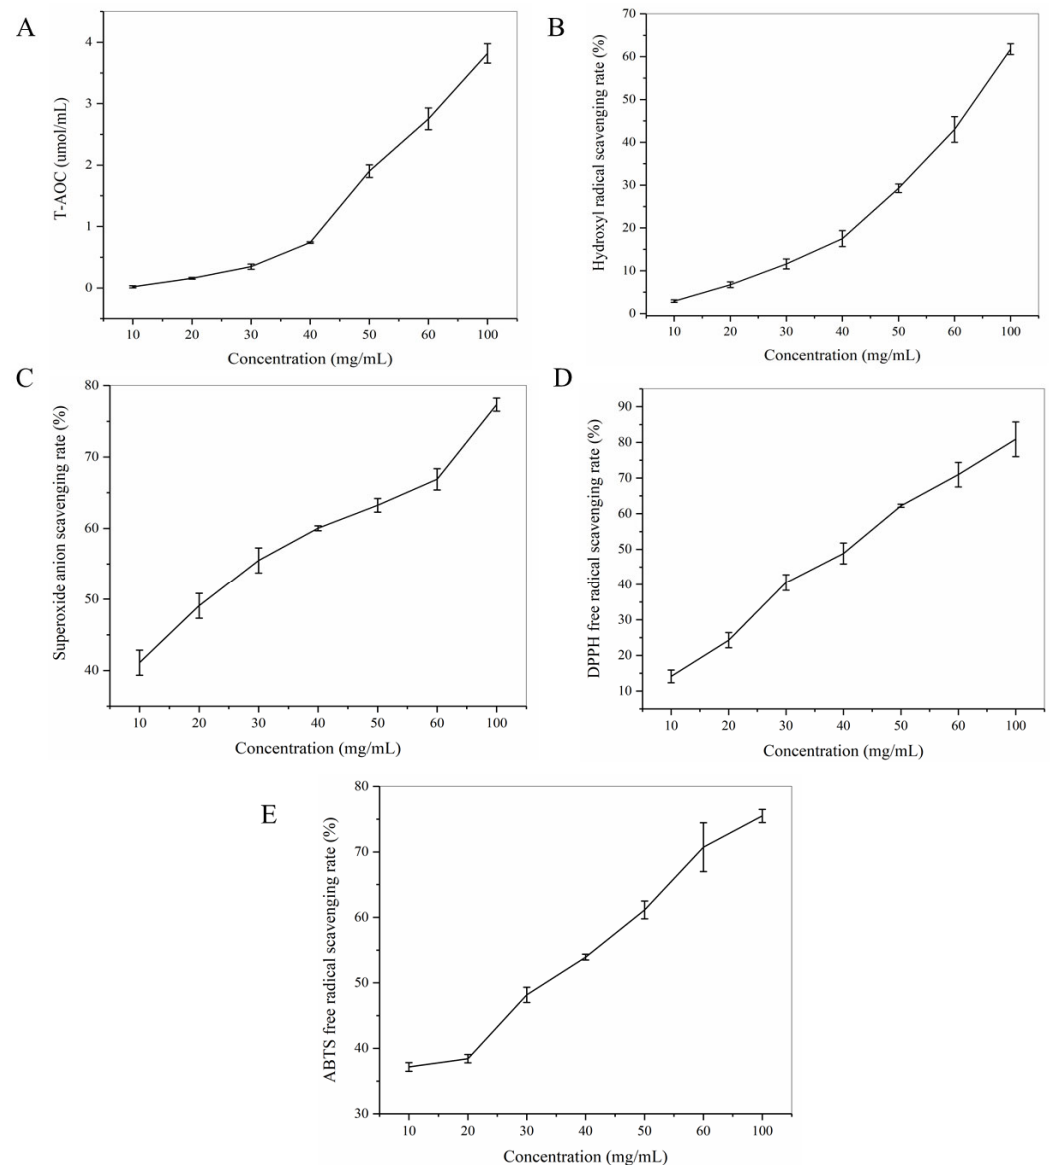 A
T-AOC (umol/mL)
4
3
2
1
0
10 20 30 40 50 60 100
Concentration (mg/mL)
B
Hydroxyl radical scavenging rate (%)
70
60
50
40
30
20
10
0
10 20 30 40 50 60 100
Concentration (mg/mL)
C
Superoxide anion scavenging rate (%)
80
70
60
50
40
10 20 30 40 50 60 100
Concentration (mg/mL)
D
DPPH free radical scavenging rate (%)
90
80
70
60
50
40
30
20
10
10 20 30 40 50 60 100
Concentration (mg/mL)
E
ABTS free radical scavenging rate (%)
80
70
60
50
40
30
10 20 30 40 50 60 100
Concentration (mg/mL)